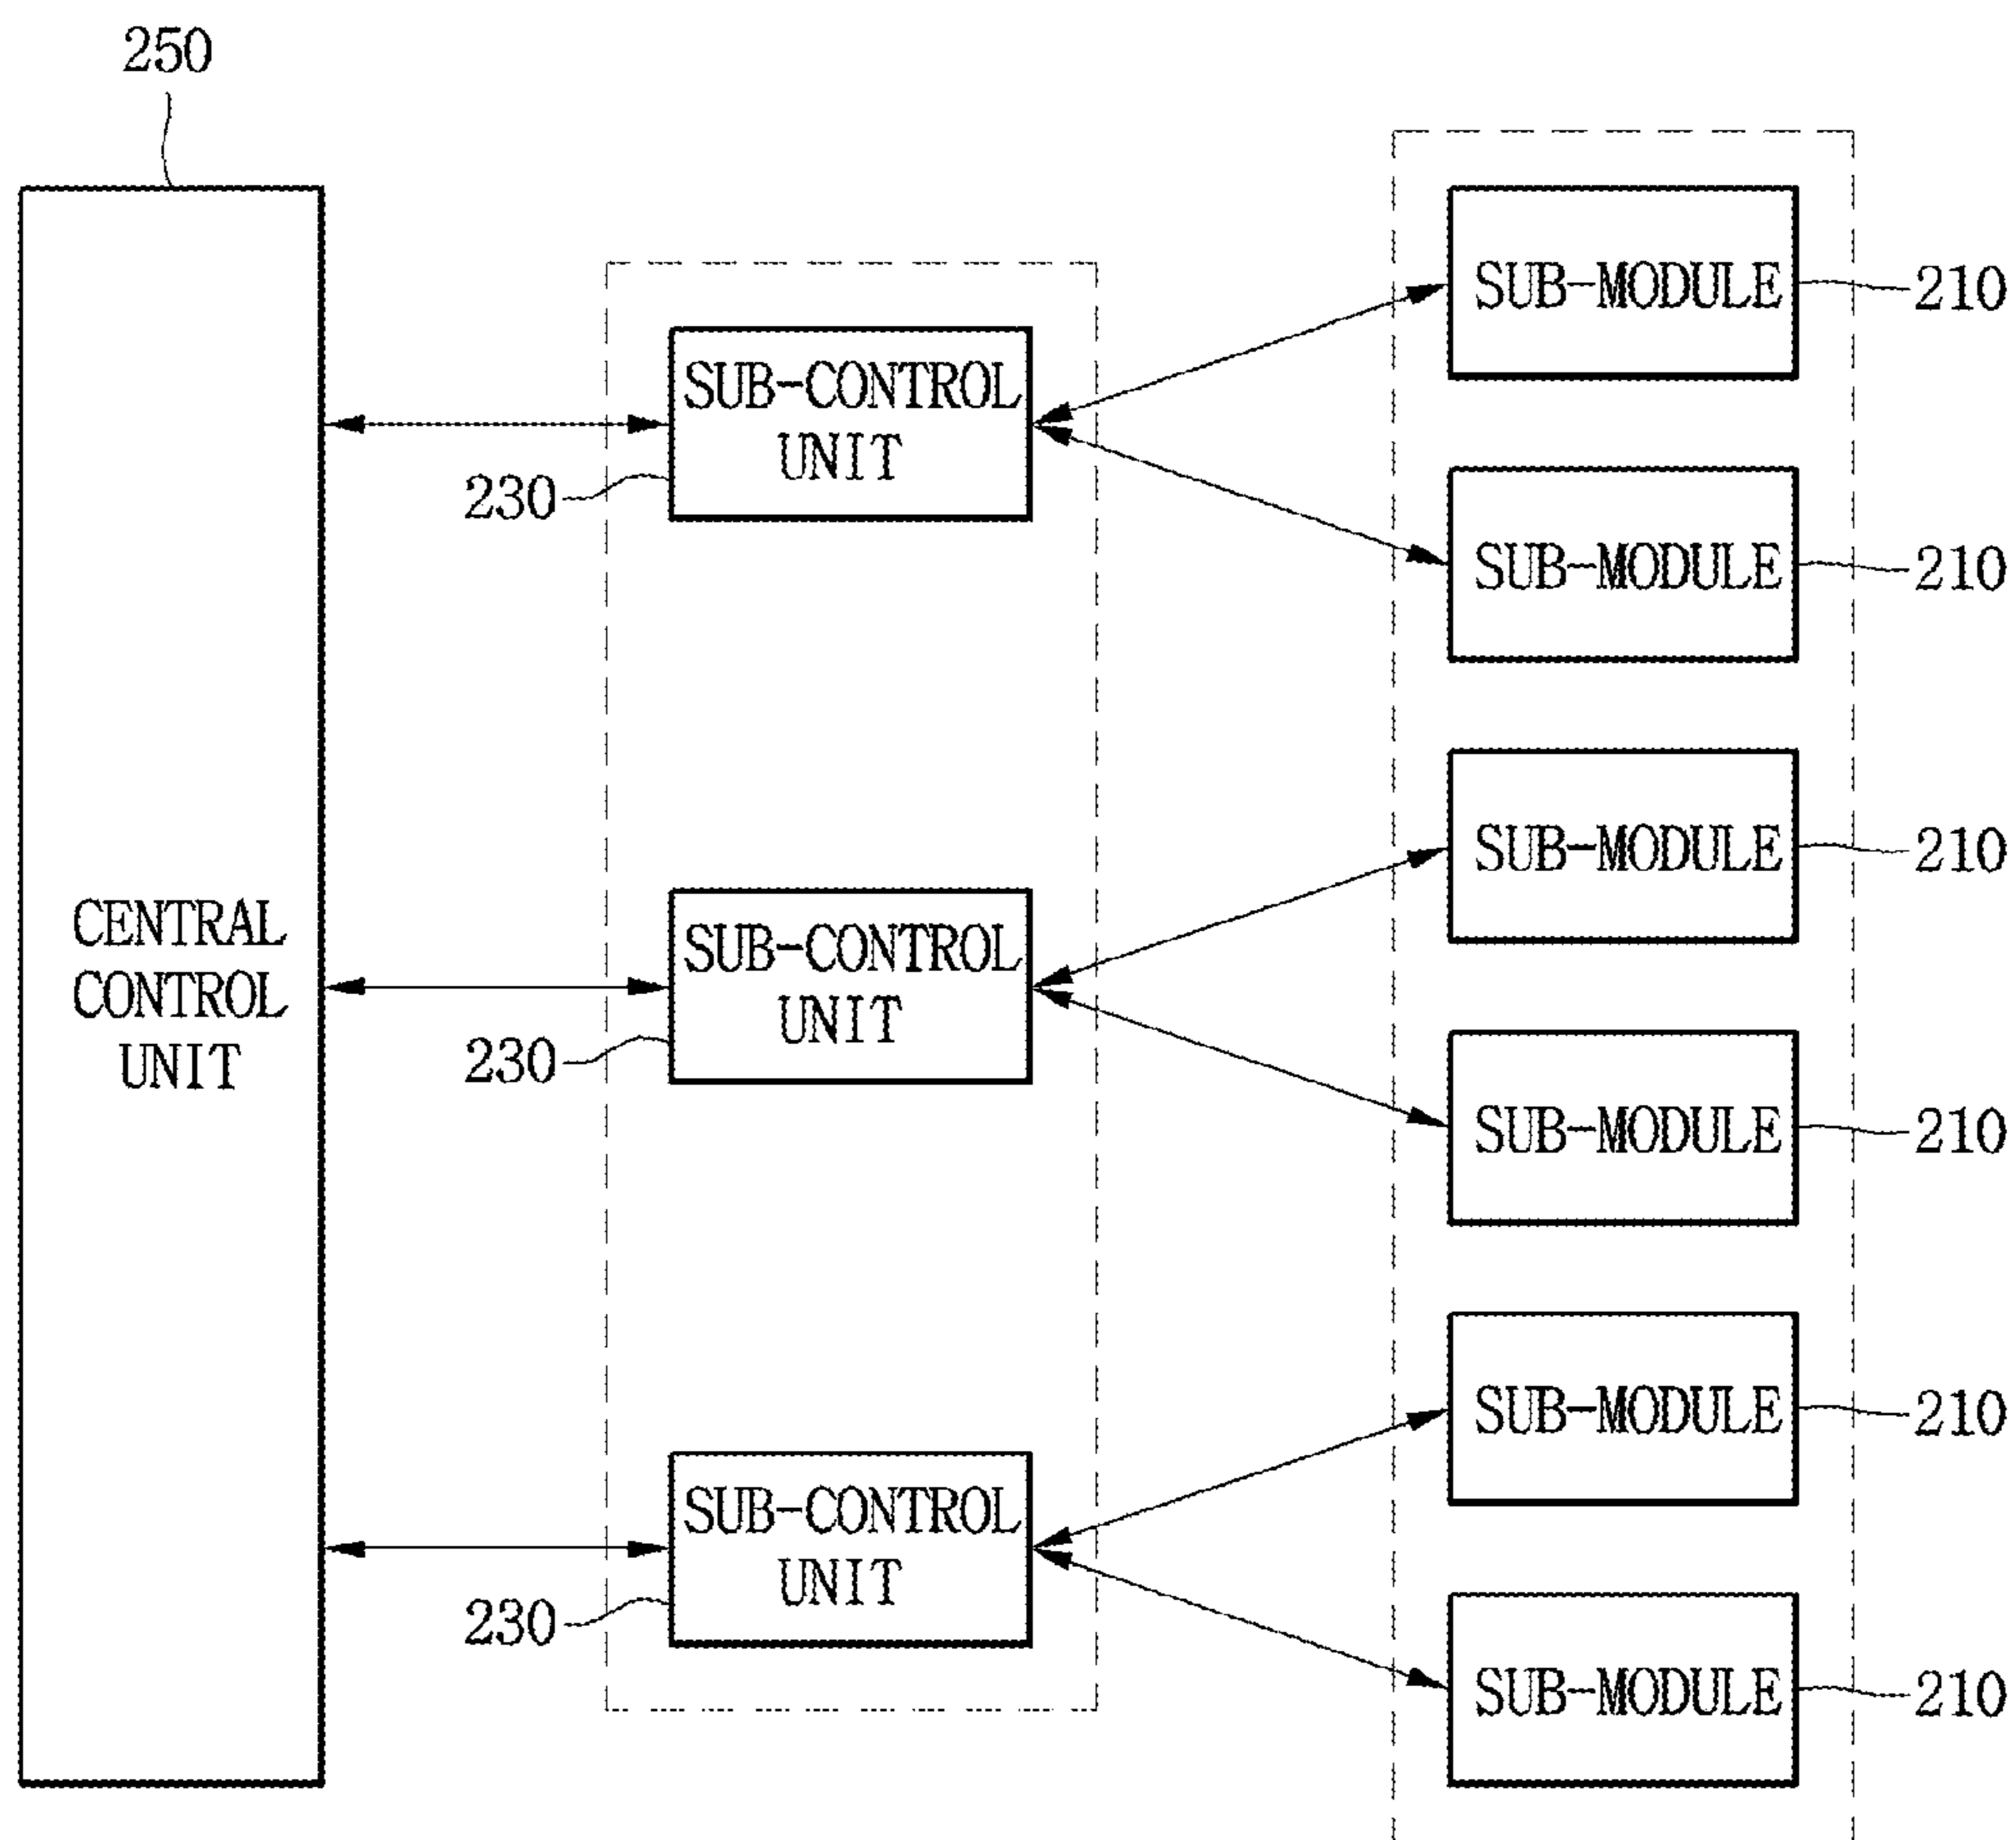 250
CENTRAL
CONTROL
UNIT
SUB-CONTROL
UNIT
230
SUB-CONTROL
UNIT
230
SUB-CONTROL
UNIT
230
SUB-MODULE
210
SUB-MODULE
210
SUB-MODULE
210
SUB-MODULE
210
SUB-MODULE
210
SUB-MODULE
210